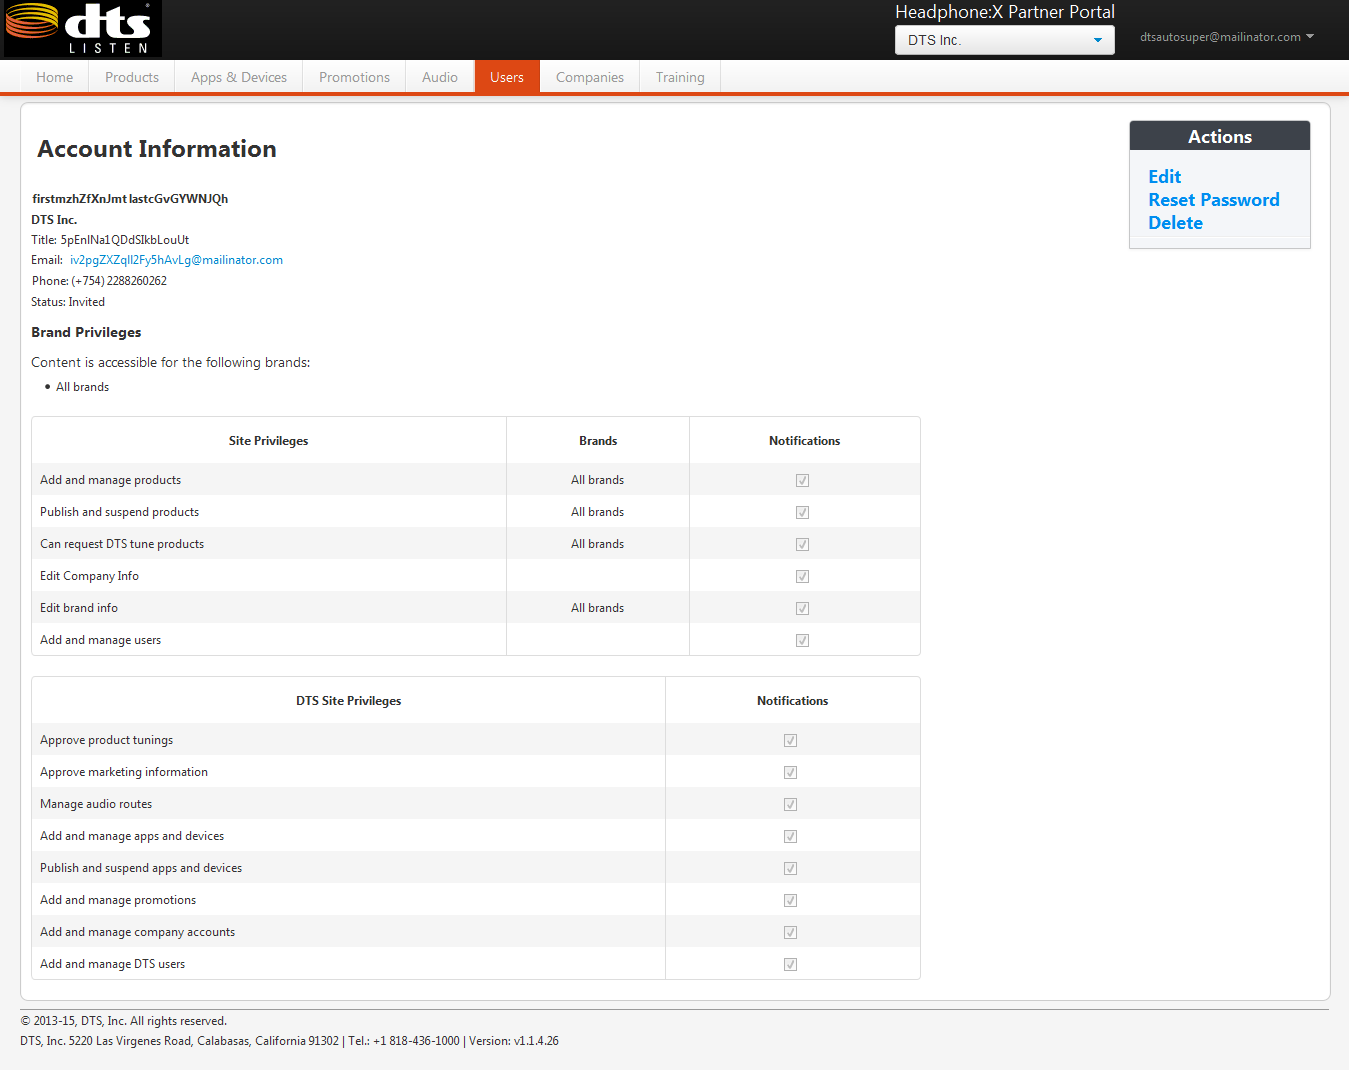 dts
LISTEN
Headphone:X Partner Portal
DTS Inc.
dtsautosuper@mailinator.com
Home Products Apps & Devices Promotions Audio Users Companies Training
Account Information
Actions
Edit
Reset Password
Delete
firstmzhZfXnJmt lastcGvGYWNJQh
DTS Inc.
Title: 5pEnlNa1QDdSIkbLouUt
Email: iv2pgZXZqll2Fy5hAvLg@mailinator.com
Phone: (+754) 2288260262
Status: Invited
Brand Privileges
Content is accessible for the following brands:
• All brands
Site Privileges Brands Notifications
Add and manage products All brands
Publish and suspend products All brands
Can request DTS tune products All brands
Edit Company Info
Edit brand info All brands
Add and manage users
DTS Site Privileges Notifications
Approve product tunings
Approve marketing information
Manage audio routes
Add and manage apps and devices
Publish and suspend apps and devices
Add and manage promotions
Add and manage company accounts
Add and manage DTS users
© 2013-15, DTS, Inc. All rights reserved.
DTS, Inc. 5220 Las Virgenes Road, Calabasas, California 91302 | Tel.: +1 818-436-1000 | Version: v1.1.4.26